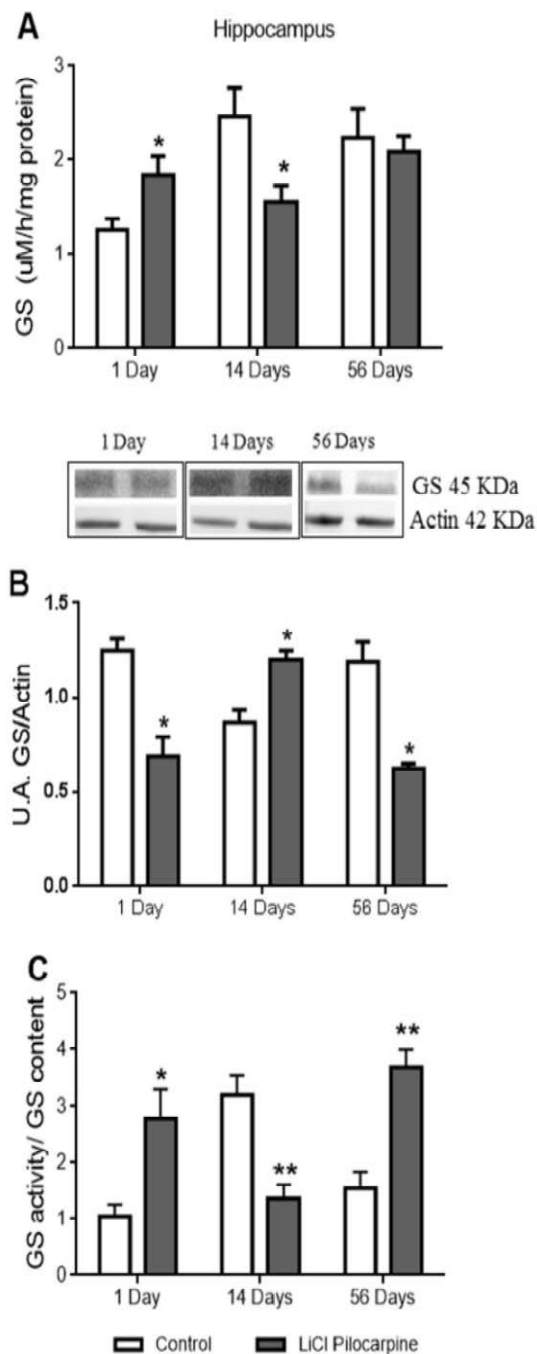 A
Hippocampus
GS (uM/h/mg protein)
3
2
1
0
*
*
1 Day
14 Days
56 Days
1 Day
14 Days
56 Days
GS 45 KDa
Actin 42 KDa
B
U.A. GS/Actin
1.5
1.0
0.5
0.0
*
*
*
1 Day
14 Days
56 Days
C
GS activity/ GS content
5
4
3
2
1
0
*
**
**
1 Day
14 Days
56 Days
Control
LiCl Pilocarpine